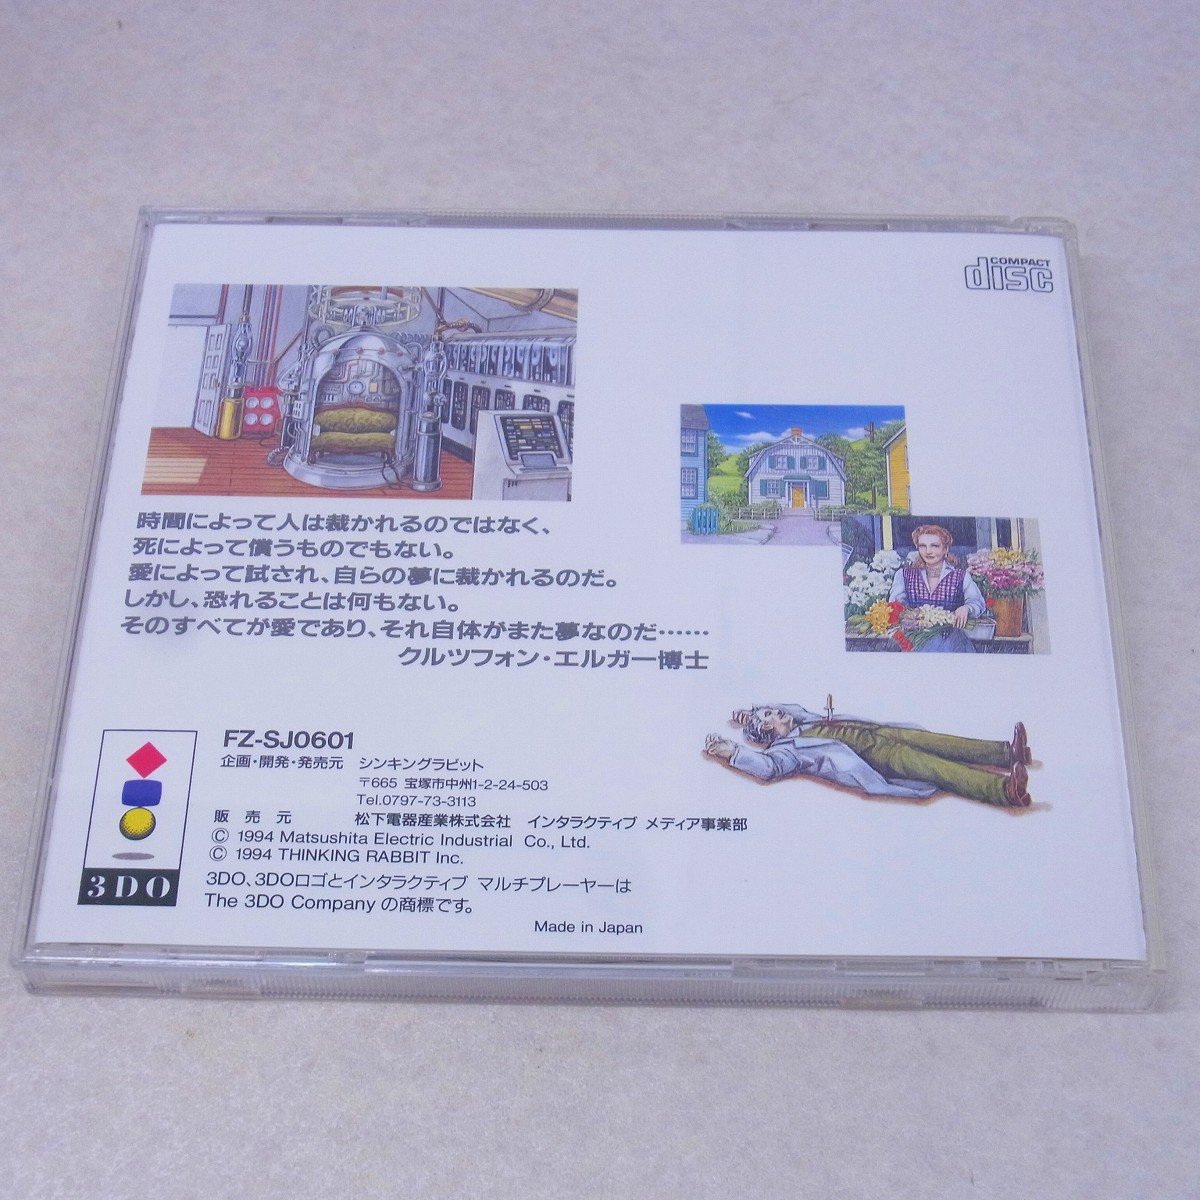 COMPACT
disc
時間によって人は裁かれるのではなく、
死によって償うものでもない。
愛によって試され、自らの夢に裁かれるのだ。
しかし、恐れることは何もない。
そのすべてが愛であり、それ自体がまた夢なのだ……
クルツフォン・エルガー博士
FZ-SJ0601
企画・開発・発売元 シンキングラビット
〒665 宝塚市中州1-2-24-503
Tel.0797-73-3113
販売元 松下電器産業株式会社 インタラクティブ メディア事業部
© 1994 Matsushita Electric Industrial Co., Ltd.
© 1994 THINKING RABBIT Inc.
3DO、3DOロゴとインタラクティブ マルチプレーヤーは
The 3DO Company の商標です。
3DO
Made in Japan